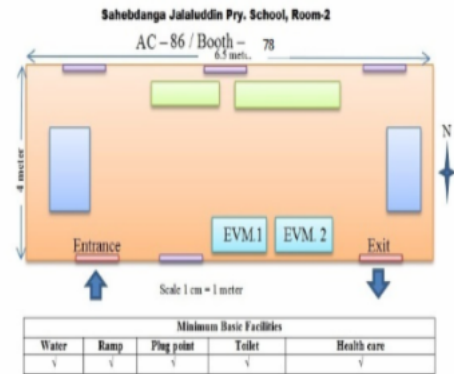 Sahebdanga Jalaluddin Pry. School, Room-2
AC – 86 / Booth – 78
6.5 mets.
4 meter
N
EVM.1 EVM. 2
Entrance Exit
Scale 1 cm = 1 meter
Minimum Basic Facilities
Water Ramp Plug point Toilet Health care
√ √ √ √ √